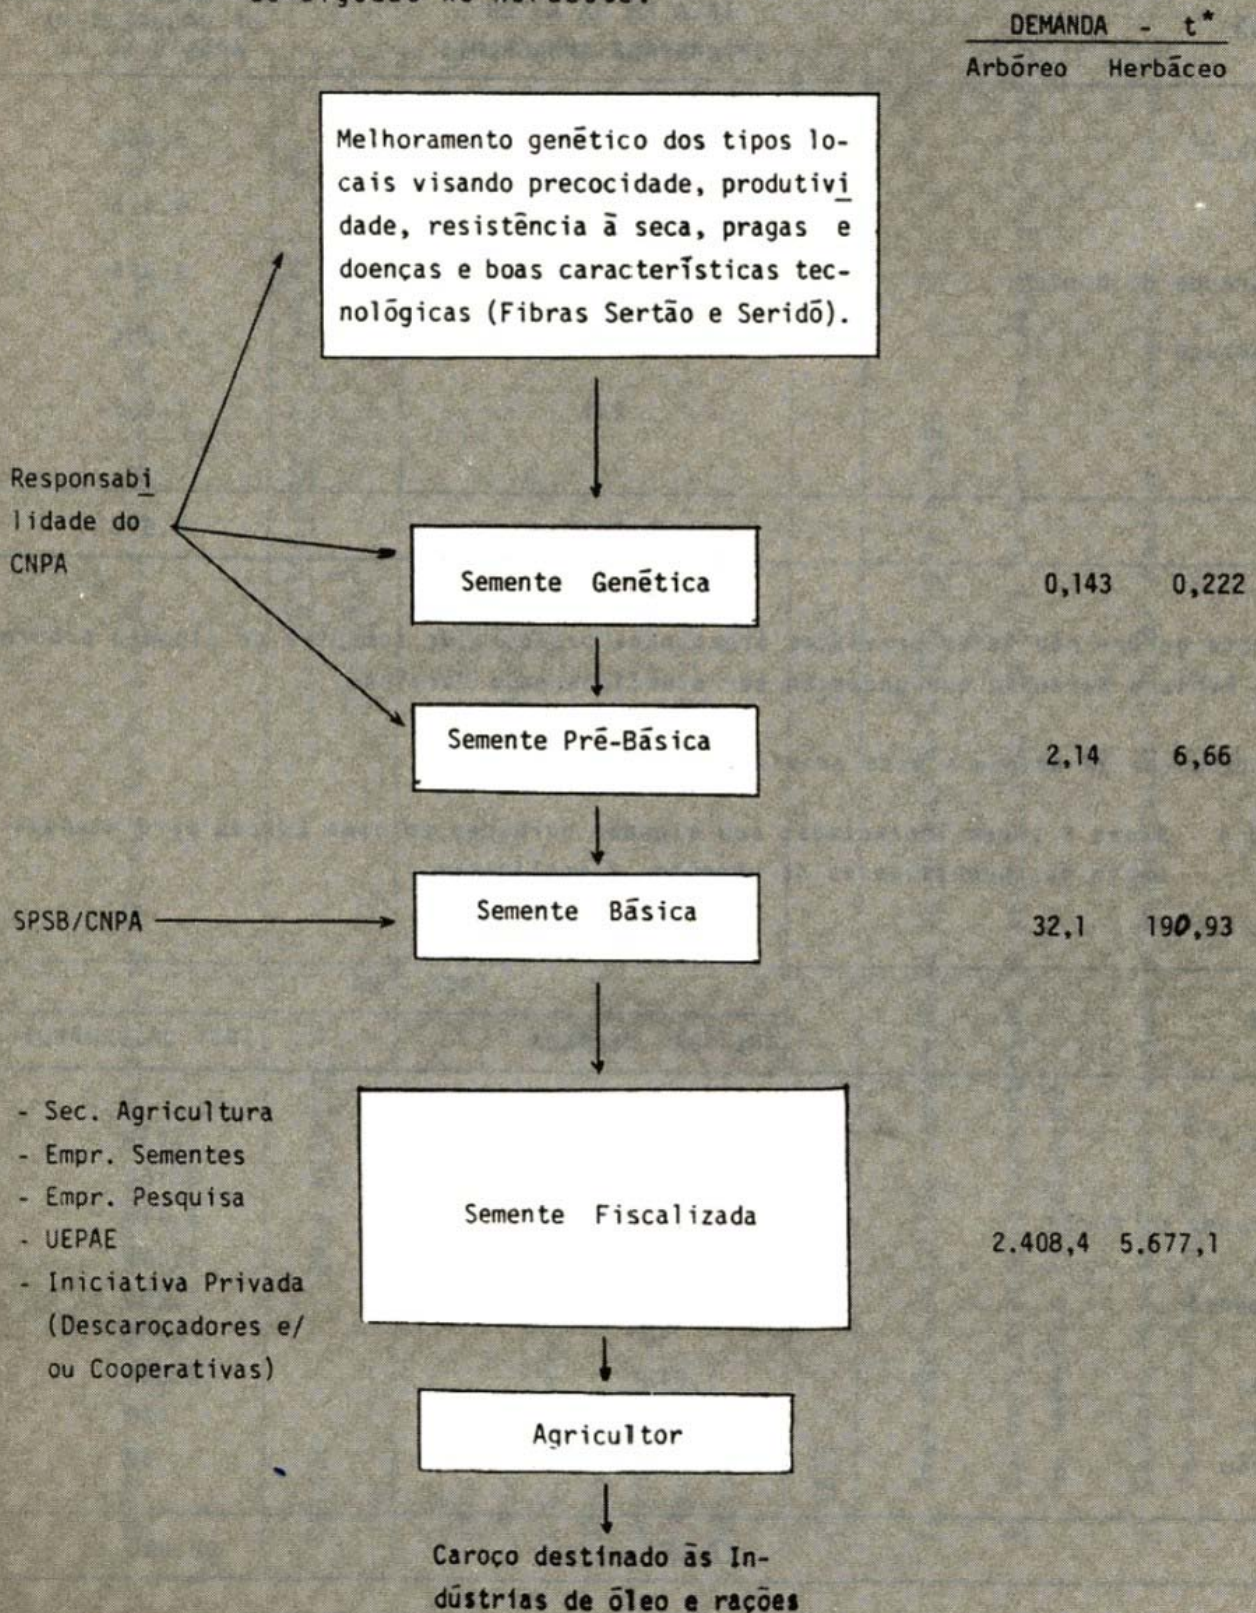 de algodão no Nordeste.
DEMANDA - t*
Arbóreo Herbáceo
Melhoramento genético dos tipos lo-
cais visando precocidade, produtivi
dade, resistência à seca, pragas e
doenças e boas características tec-
nológicas (Fibras Sertão e Seridó).
Responsabi
lidade do
CNPA
Semente Genética
0,143 0,222
Semente Pré-Básica
2,14 6,66
SPSB/CNPA
Semente Básica
32,1 190,93
- Sec. Agricultura
- Empr. Sementes
- Empr. Pesquisa
- UEPAE
- Iniciativa Privada
(Descaroçadores e/
ou Cooperativas)
Semente Fiscalizada
2.408,4 5.677,1
Agricultor
Caroço destinado às In-
dústrias de óleo e rações